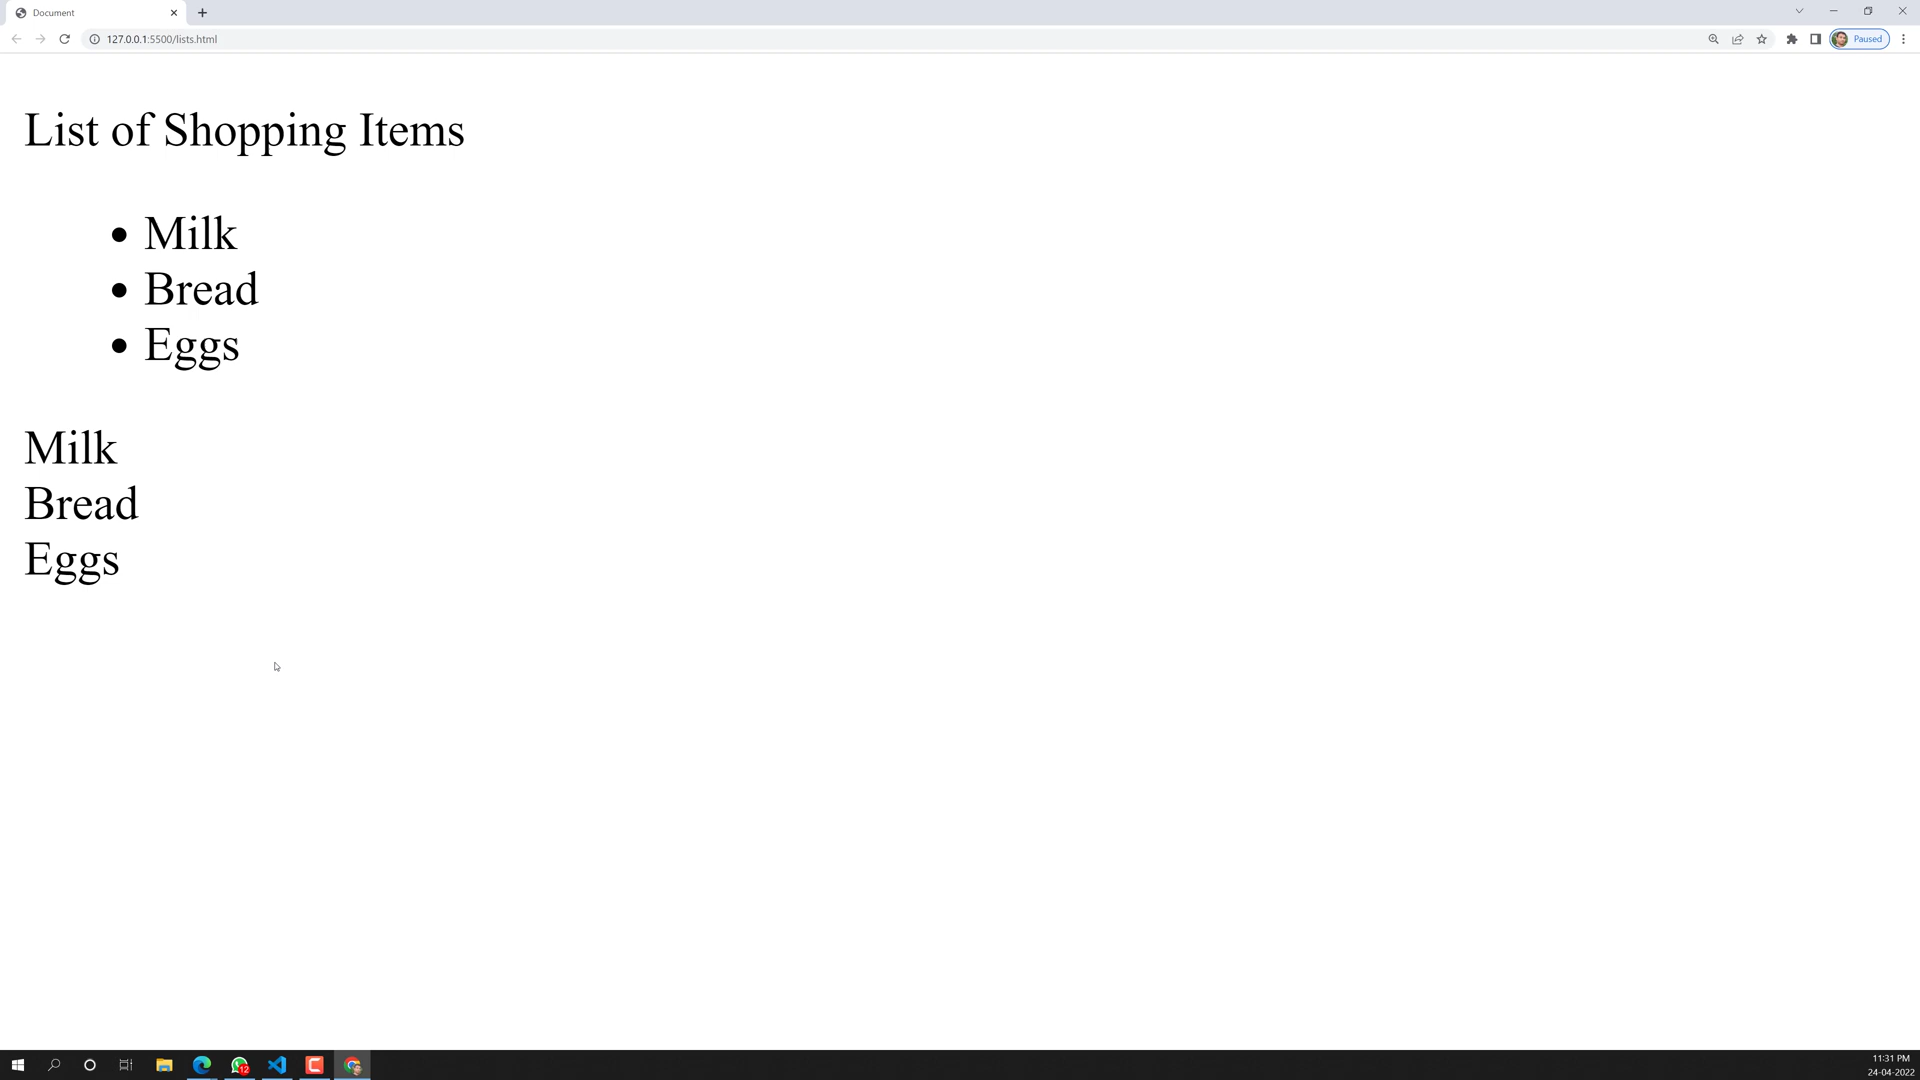 Document
127.0.0.1:5500/lists.html
Paused
List of Shopping Items
• Milk
• Bread
• Eggs
Milk
Bread
Eggs
12
11:31 PM
24-04-2022